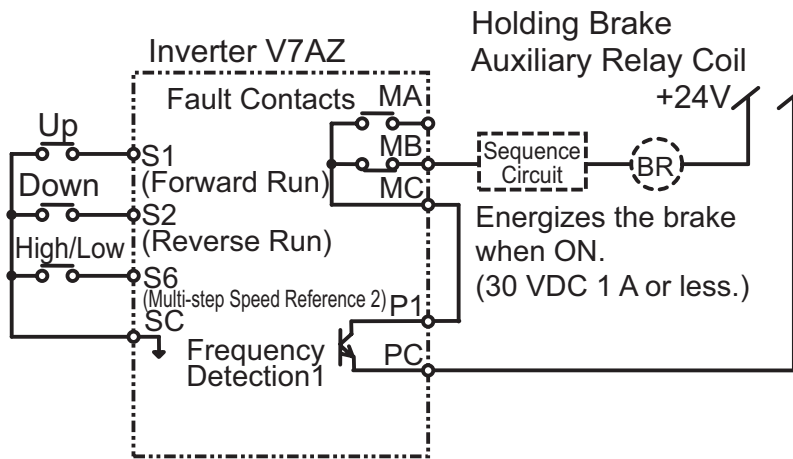 Holding Brake
Auxiliary Relay Coil
+24V
Inverter V7AZ
Fault Contacts
MA
MB
MC
Up
S1
(Forward Run)
Down
S2
(Reverse Run)
High/Low
S6
(Multi-step Speed Reference 2)
SC
Sequence
Circuit
BR
Energizes the brake
when ON.
(30 VDC 1 A or less.)
P1
Frequency
Detection1
PC